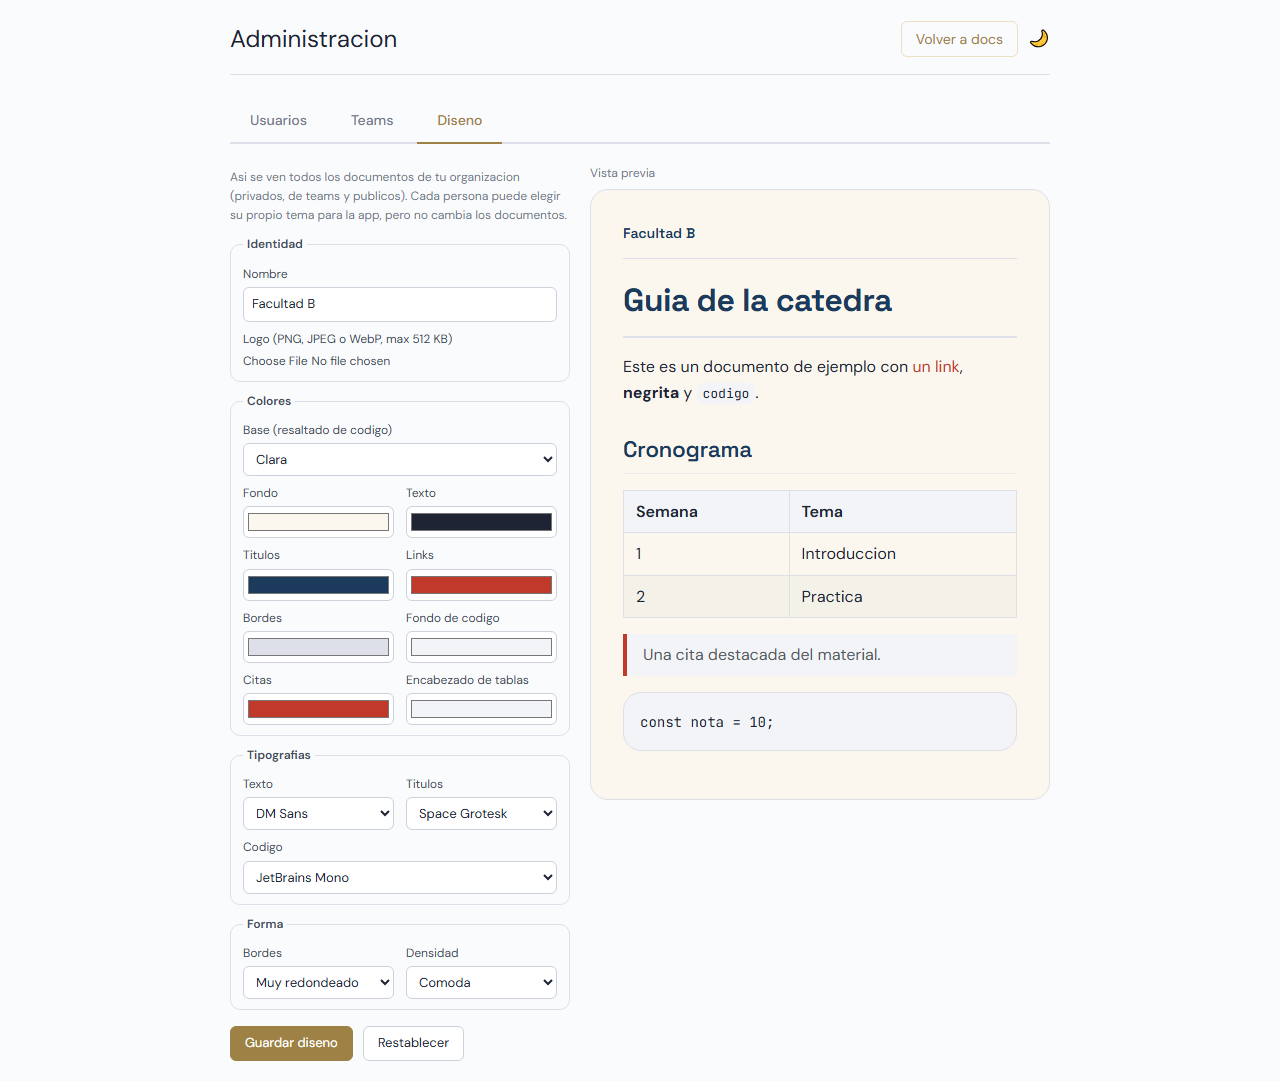 Administracion
Volver a docs
Usuarios
Teams
Diseno
Asi se ven todos los documentos de tu organizacion
(privados, de teams y publicos). Cada persona puede elegir
su propio tema para la app, pero no cambia los documentos.
Identidad
Nombre
Facultad B
Logo (PNG, JPEG o WebP, max 512 KB)
Choose File No file chosen
Colores
Base (resaltado de codigo)
Clara
Fondo
Texto
Titulos
Links
Bordes
Fondo de codigo
Citas
Encabezado de tablas
Tipografias
Texto
Titulos
DM Sans
Space Grotesk
Codigo
JetBrains Mono
Forma
Bordes
Densidad
Muy redondeado
Comoda
Guardar diseno
Restablecer
Vista previa
Facultad B
Guia de la catedra
Este es un documento de ejemplo con un link,
negrita y codigo.
Cronograma
Semana
Tema
1
Introduccion
2
Practica
Una cita destacada del material.
const nota = 10;